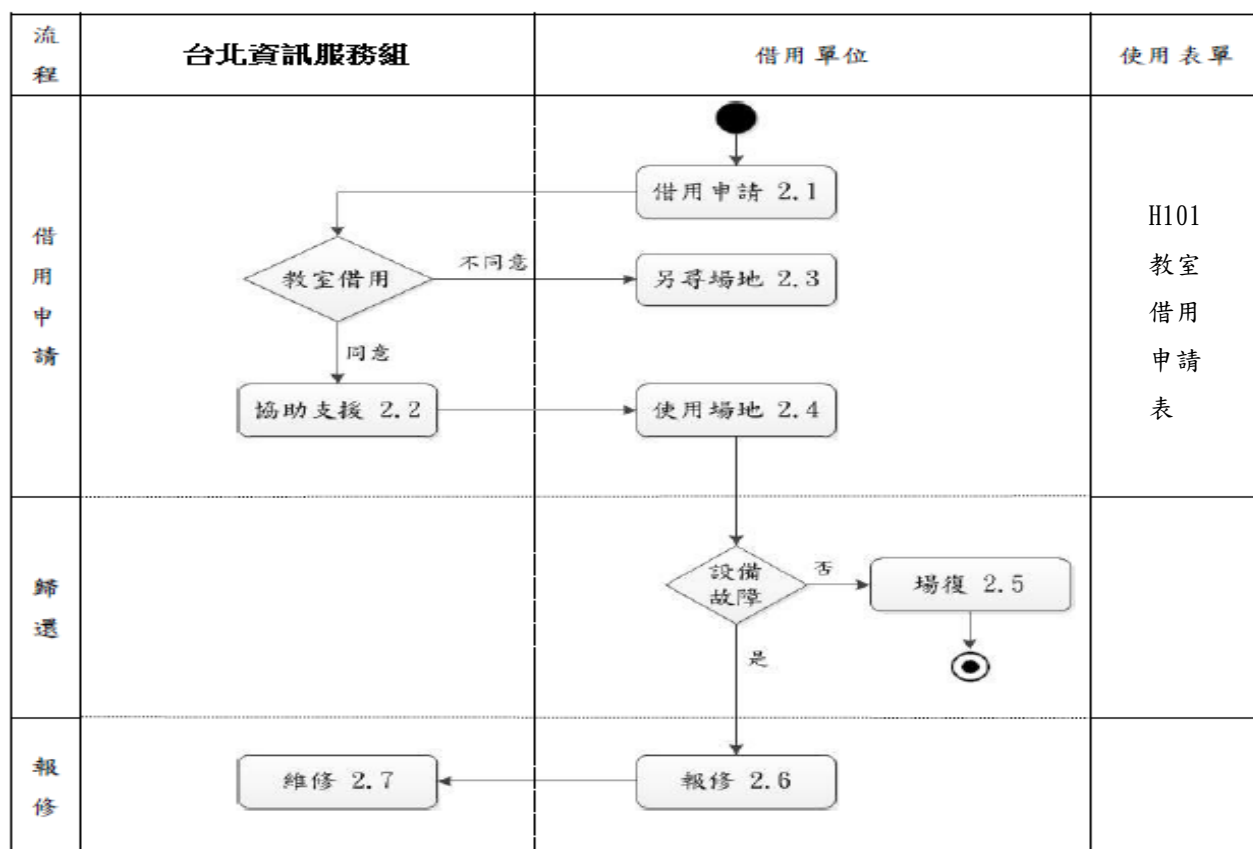 流程
台北資訊服務組
借用單位
使用表單
借用申請
借用申請 2.1
教室借用
不同意
另尋場地 2.3
同意
協助支援 2.2
使用場地 2.4
H101
教室
借用
申請
表
歸還
設備
故障
否
場復 2.5
是
報修
維修 2.7
報修 2.6